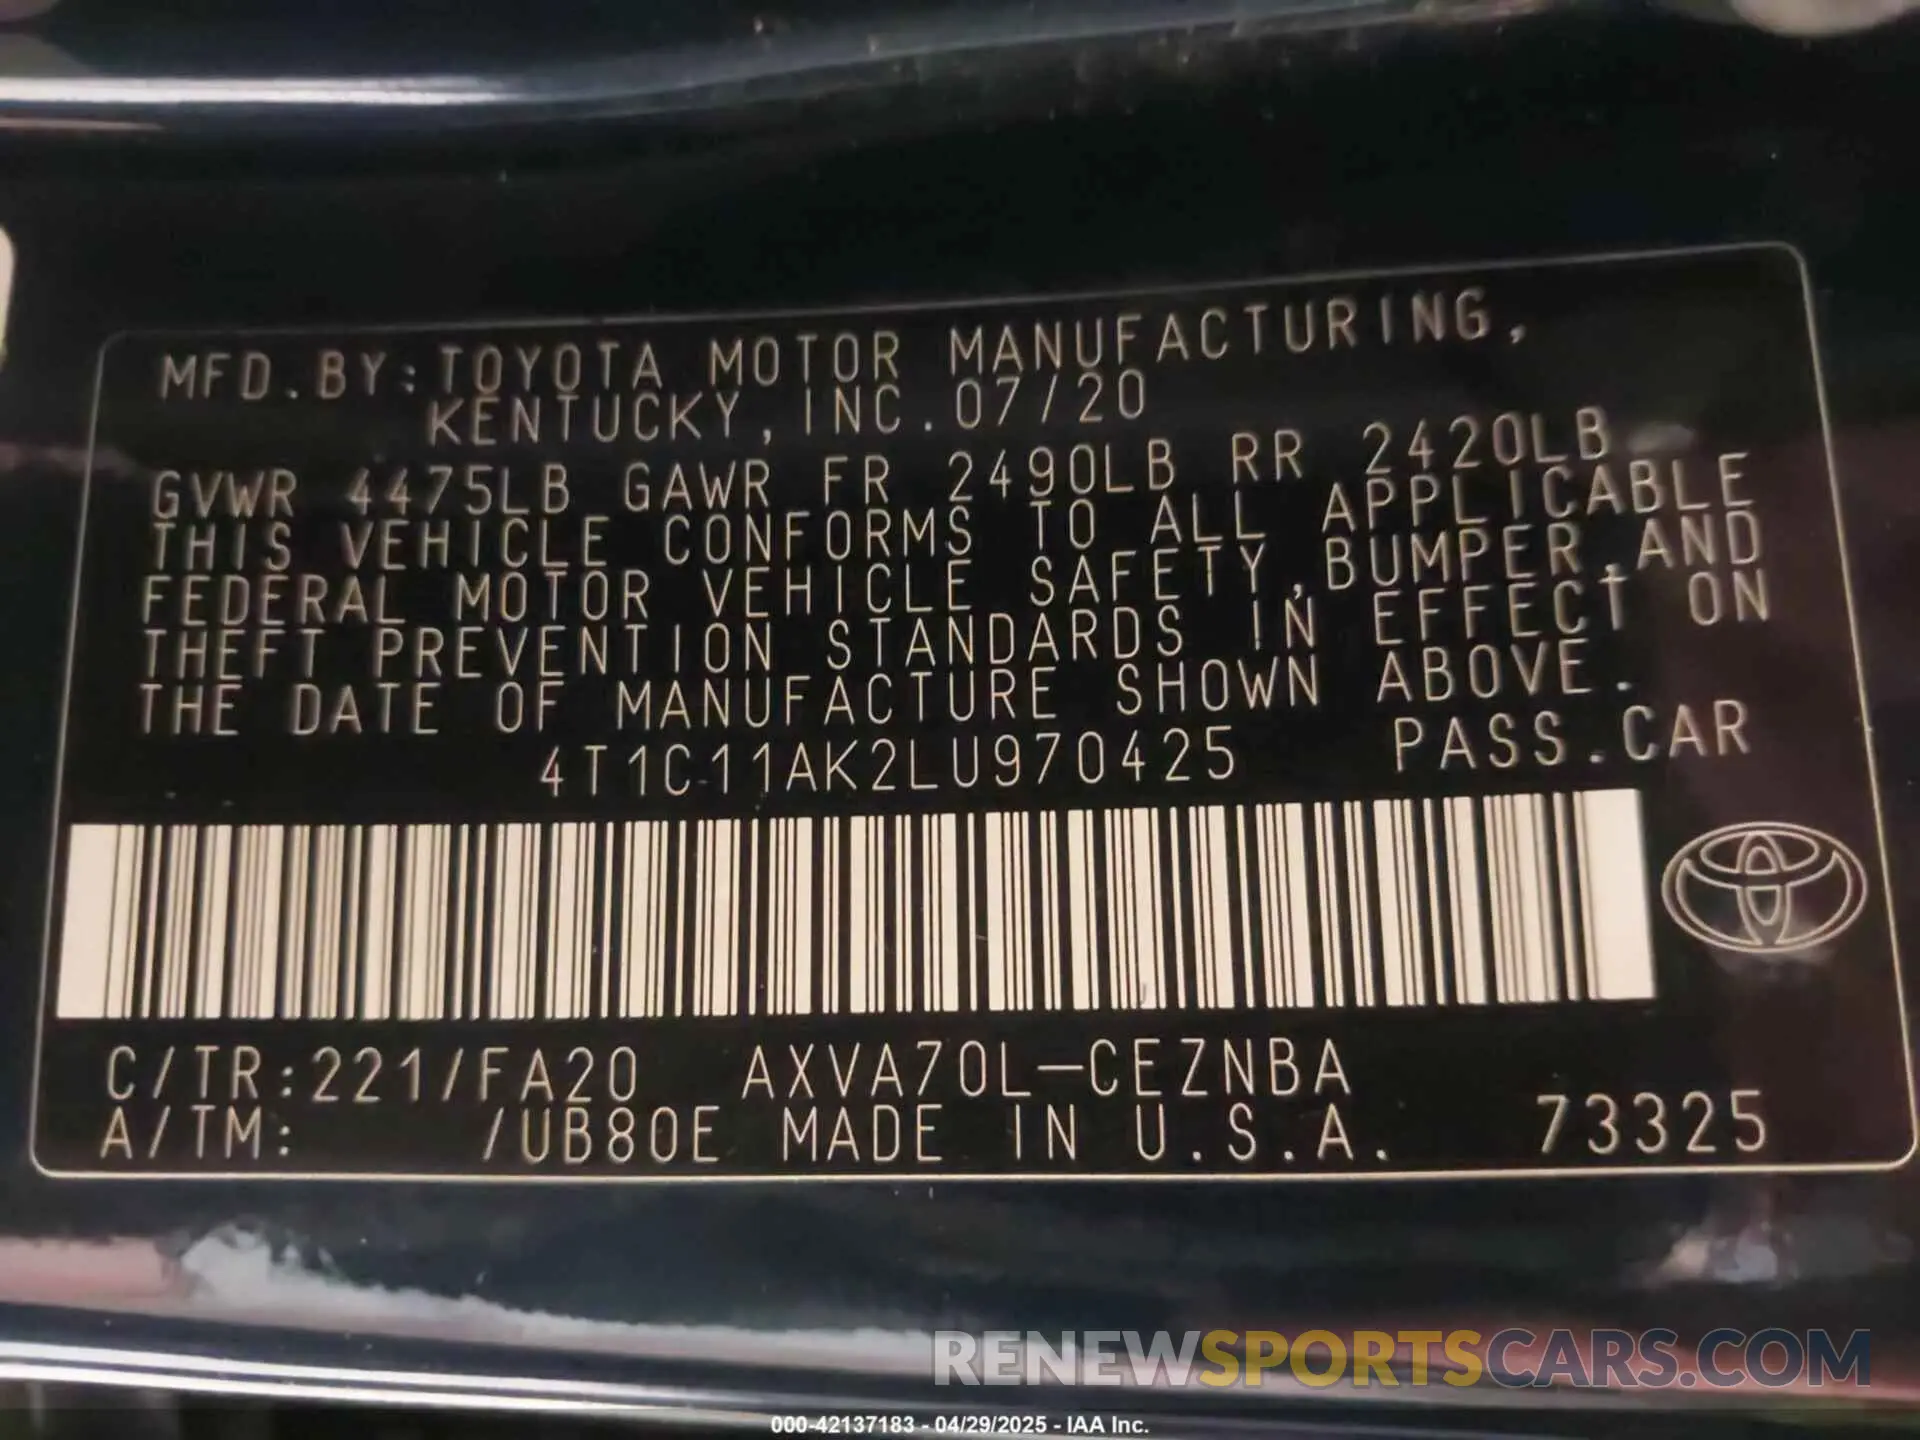 MFD.BY:TOYOTA MOTOR MANUFACTURING,
KENTUCKY, INC. 07/20
GVWR 4475LB GAWR FR 2490LB RR 2420LB
THIS VEHICLE CONFORMS TO ALL APPLICABLE
FEDERAL MOTOR VEHICLE SAFETY,BUMPER,AND
THEFT PREVENTION STANDARDS IN EFFECT ON
THE DATE OF MANUFACTURE SHOWN ABOVE.
4T1C11AK2LU970425 PASS.CAR
C/TR:221/FA20 AXVA70L-CEZNBA
A/TM: /UB80E MADE IN U.S.A. 73325
RENEWSPORTSCARS.COM
000-42137183 - 04/29/2025 - IAA Inc.